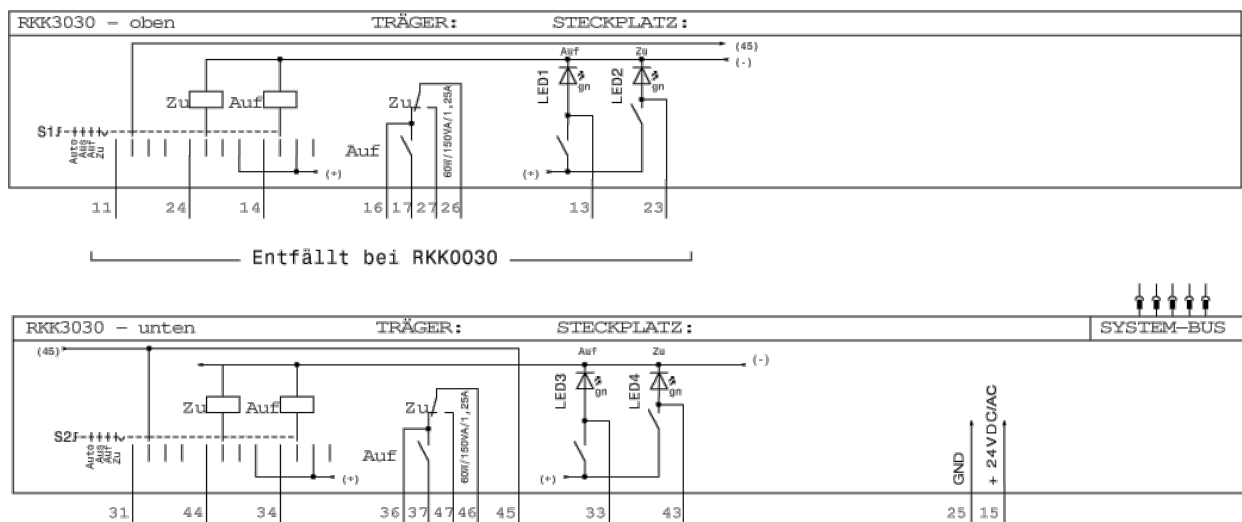 RKK3030 - oben TRÄGER: STECKPLATZ:
(45)
Auf Zu
(-)
LED1 gn LED2 gn
Zu Auf Zu 60W/150VA/1,25A
S1
Auto Aus Auf Zu
Auf
(+) (+)
11 24 14 16 17 27 26 13 23
Entfällt bei RKK0030
RKK3030 - unten TRÄGER: STECKPLATZ: SYSTEM-BUS
(45)
Auf Zu
(-)
LED3 gn LED4 gn
Zu Auf Zu 60W/150VA/1,25A
S2
Auto Aus Auf Zu
Auf
(+) (+)
GND + 24VDC/AC
31 44 34 36 37 47 46 45 33 43 25 15